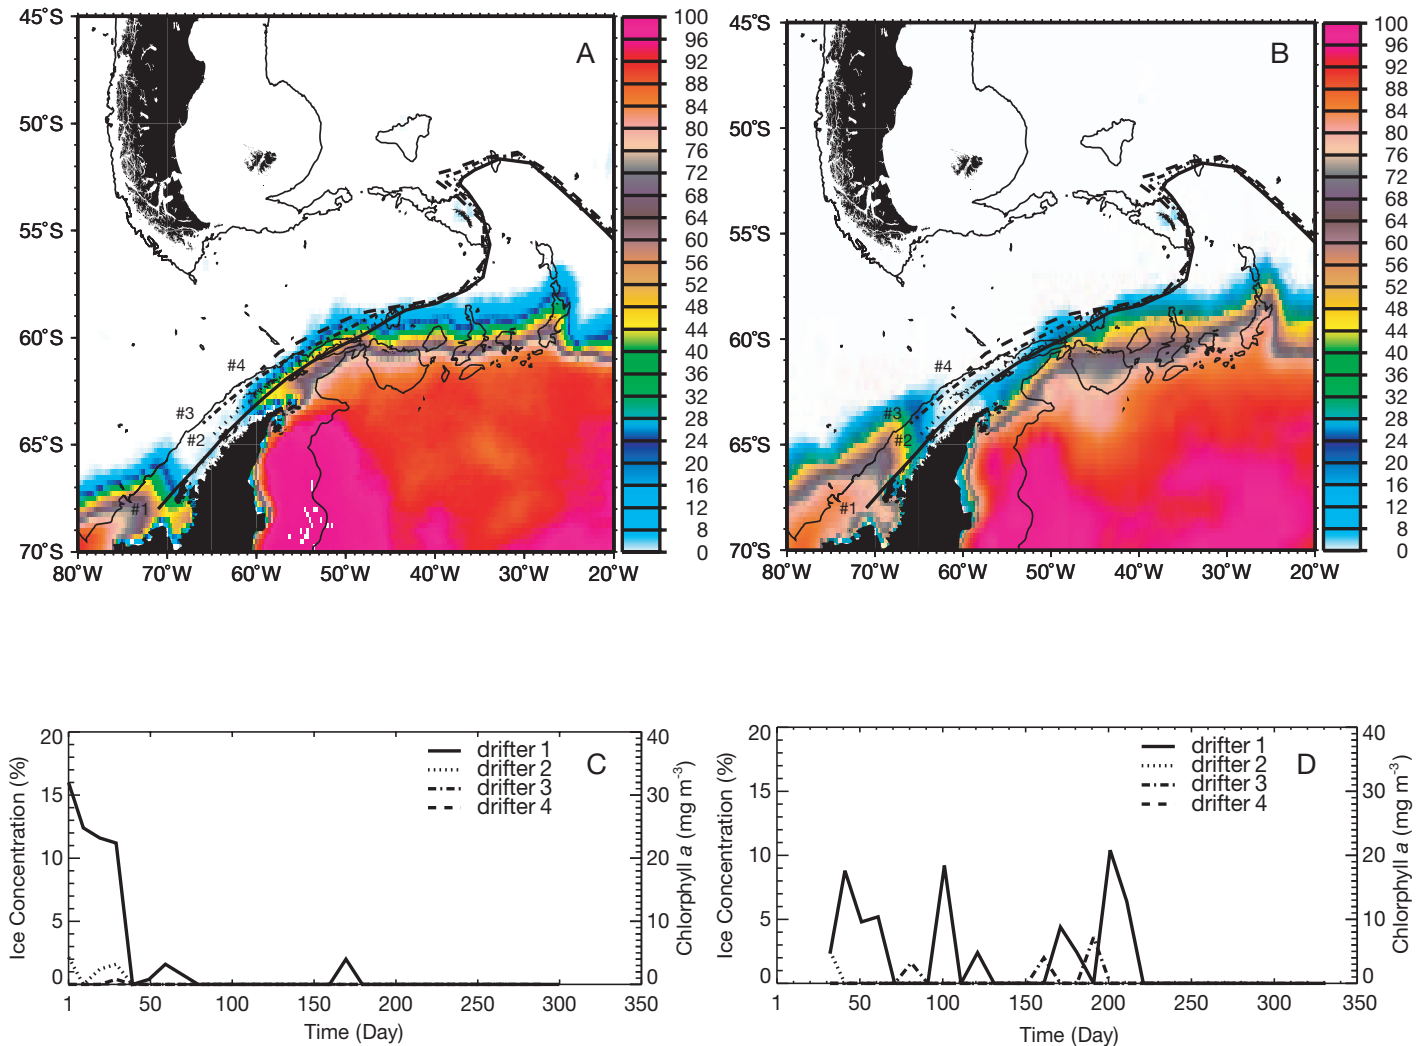 45°S
50°S
55°S
60°S
65°S
70°S
80°W 70°W 60°W 50°W 40°W 30°W 20°W
A
#4
#3
#2
#1
100
96
92
88
84
80
76
72
68
64
60
56
52
48
44
40
36
32
28
24
20
16
12
8
4
0
45°S
50°S
55°S
60°S
65°S
70°S
80°W 70°W 60°W 50°W 40°W 30°W 20°W
B
#4
#3
#2
#1
100
96
92
88
84
80
76
72
68
64
60
56
52
48
44
40
36
32
28
24
20
16
12
8
4
0
Ice Concentration (%)
20
15
10
5
0
drifter 1
drifter 2
drifter 3
drifter 4
C
40
30
20
10
0
Chlorphyll a (mg m-3)
1 50 100 150 200 250 300 350
Time (Day)
Ice Concentration (%)
20
15
10
5
0
drifter 1
drifter 2
drifter 3
drifter 4
D
40
30
20
10
0
Chlorphyll a (mg m-3)
1 50 100 150 200 250 300 350
Time (Day)